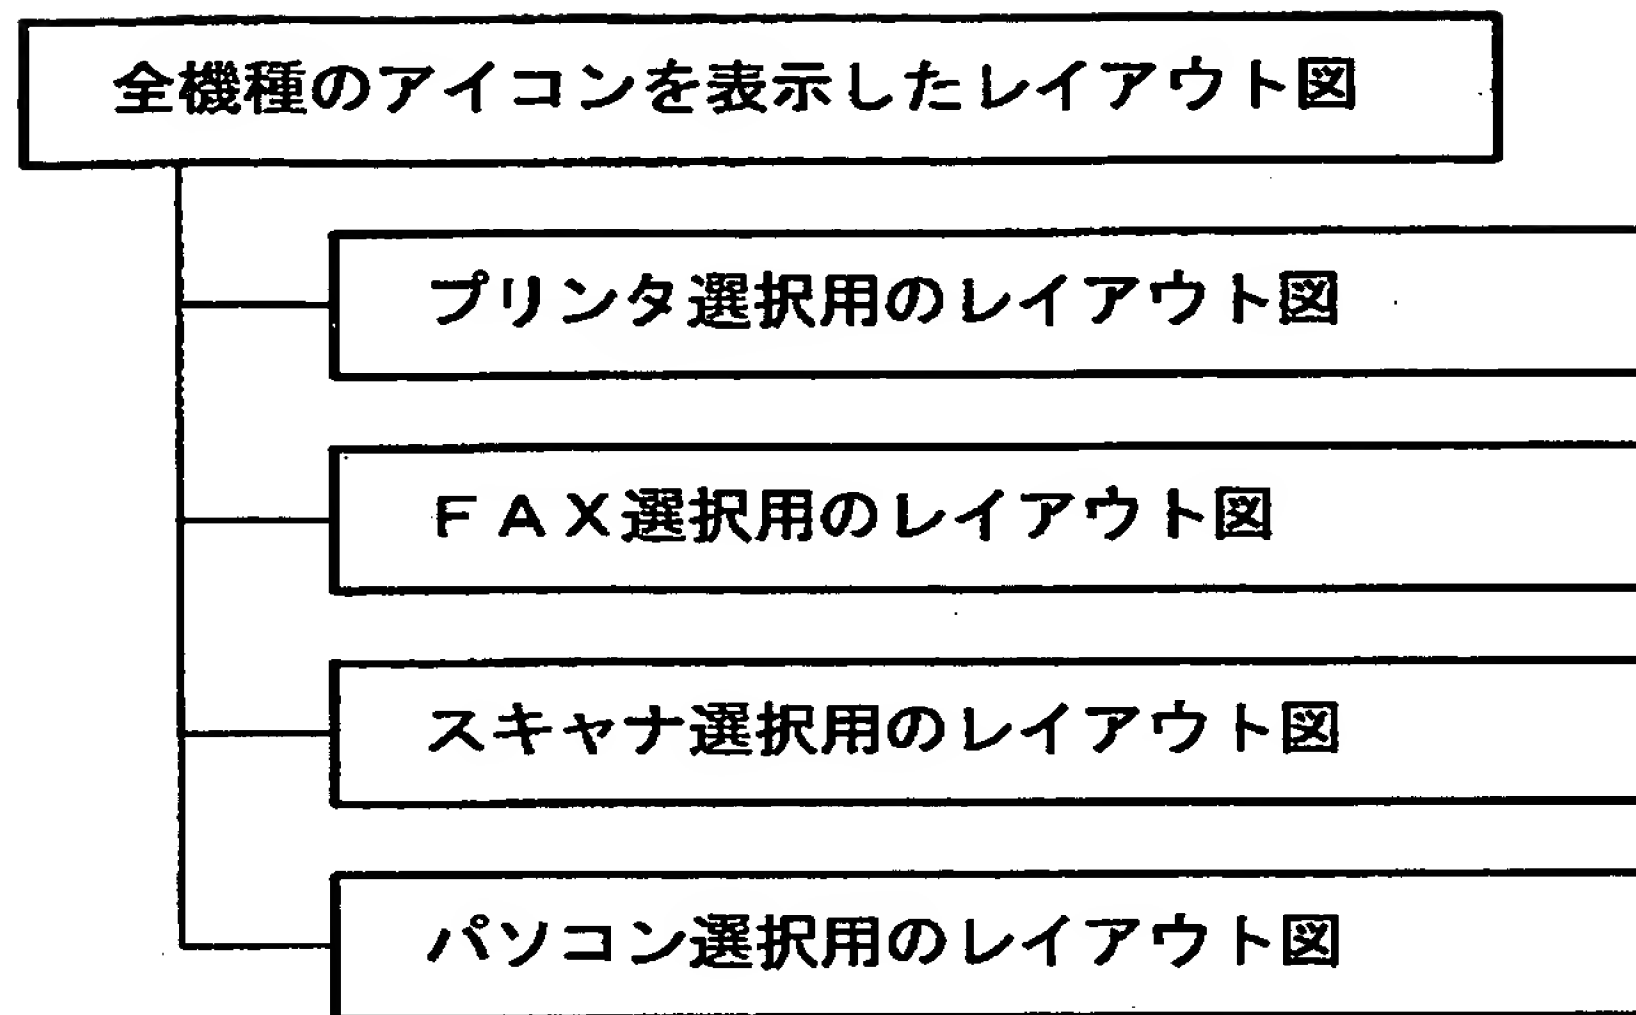 全機種のアイコンを表示したレイアウト図
プリンタ選択用のレイアウト図
ＦＡＸ選択用のレイアウト図
スキャナ選択用のレイアウト図
パソコン選択用のレイアウト図